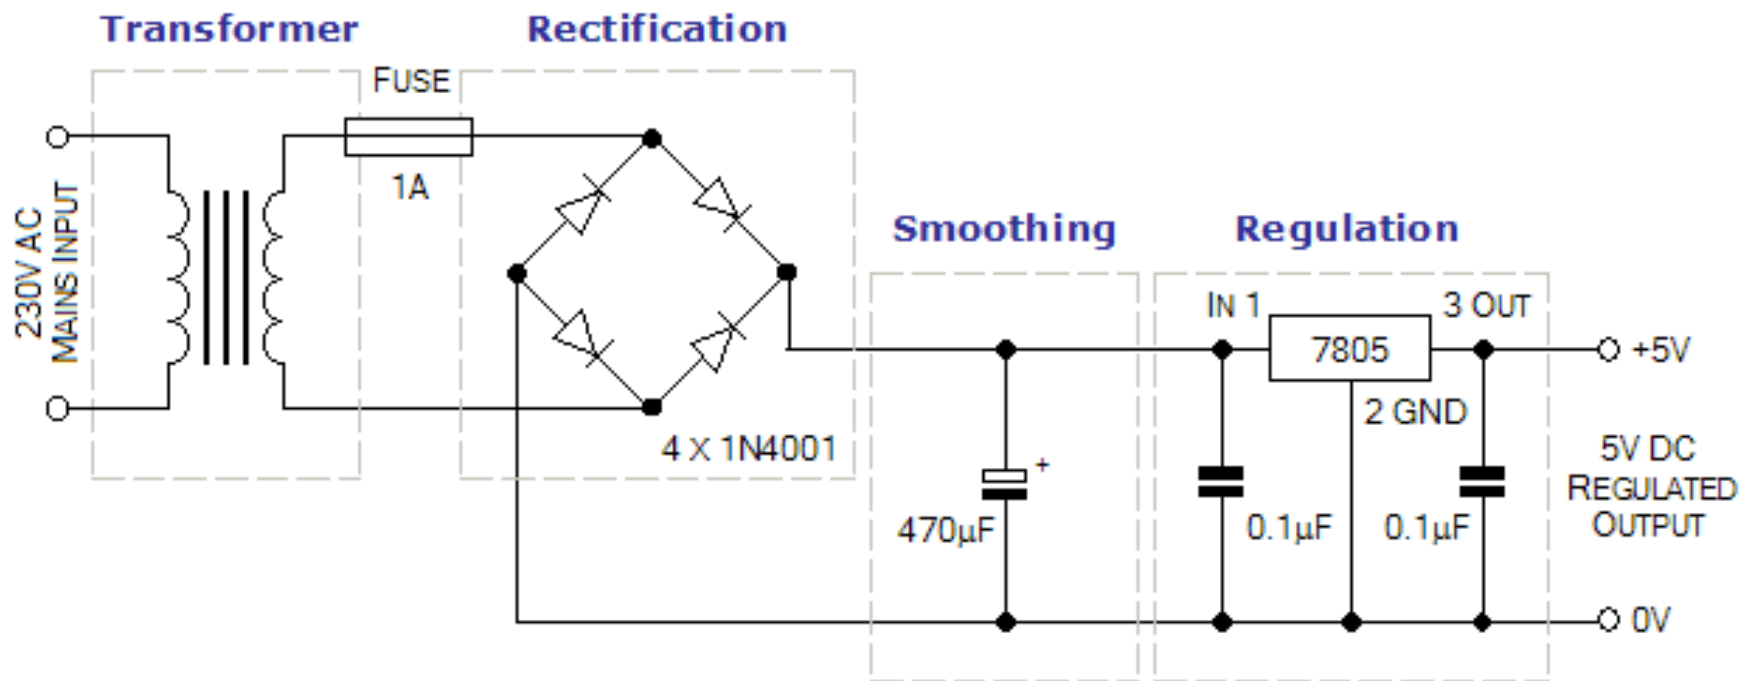 Transformer
Rectification
FUSE
1A
230V AC
MAINS INPUT
4 X 1N4001
Smoothing
Regulation
IN 1
3 OUT
7805
+5V
2 GND
+
470µF
0.1µF
0.1µF
5V DC
REGULATED
OUTPUT
0V